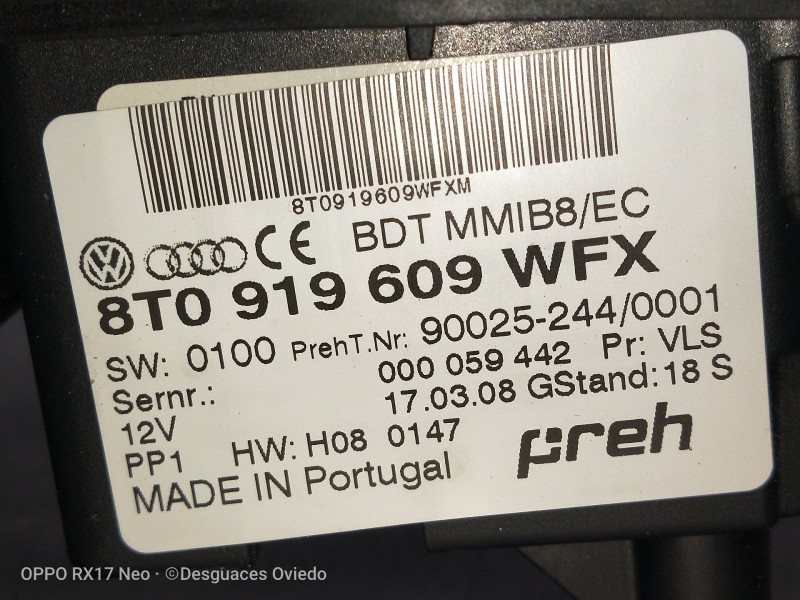 8T0919609WFXM
CE BDT MMIB8/EC
8T0 919 609 WFX
SW: 0100 PrehT.Nr: 90025-244/0001
Sernr.: 000 059 442 Pr: VLS
12V 17.03.08 GStand: 18 S
PP1 HW: H08 0147
MADE IN Portugal preh
OPPO RX17 Neo · ©Desguaces Oviedo